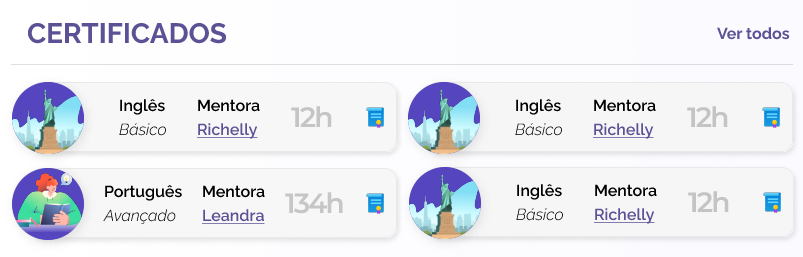 CERTIFICADOS
Ver todos
Inglês Mentora 12h
Básico Richelly
Inglês Mentora 12h
Básico Richelly
Português Mentora 134h
Avançado Leandra
Inglês Mentora 12h
Básico Richelly